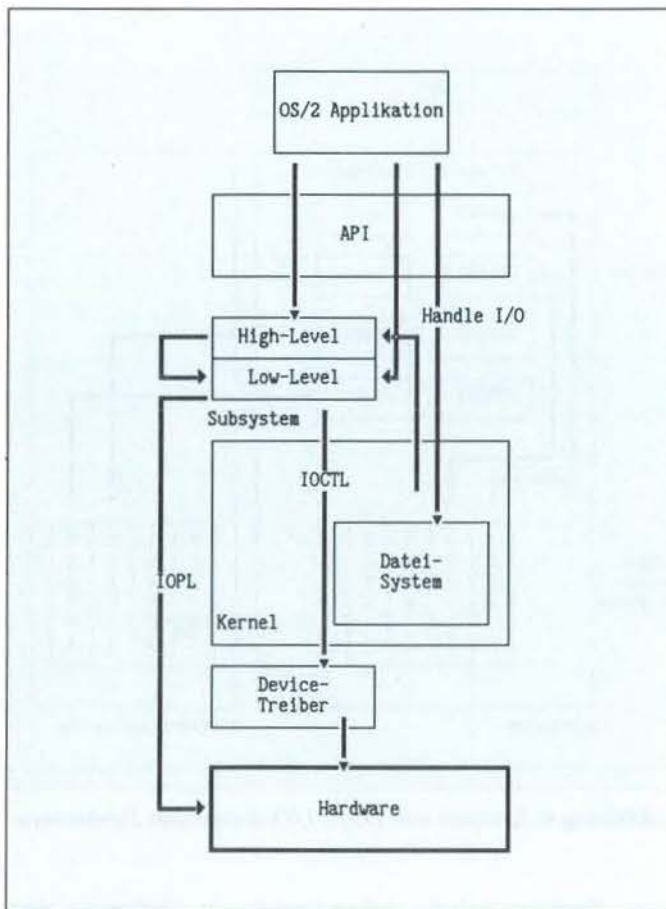 OS/2 Applikation
API
Handle I/O
High-Level
Low-Level
Subsystem
IOCTL
Datei-
System
IOPL
Kernel
Device-
Treiber
Hardware